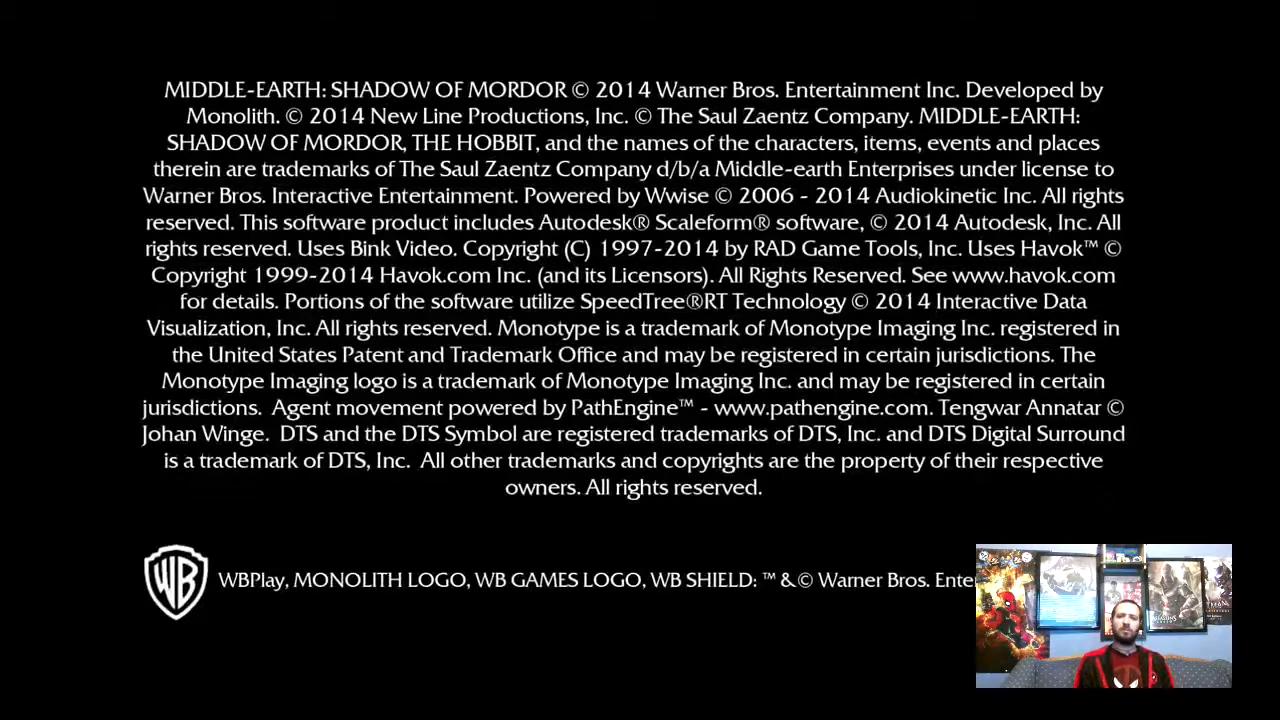 MIDDLE-EARTH: SHADOW OF MORDOR © 2014 Warner Bros. Entertainment Inc. Developed by
Monolith. © 2014 New Line Productions, Inc. © The Saul Zaentz Company. MIDDLE-EARTH:
SHADOW OF MORDOR, THE HOBBIT, and the names of the characters, items, events and places
therein are trademarks of The Saul Zaentz Company d/b/a Middle-earth Enterprises under license to
Warner Bros. Interactive Entertainment. Powered by Wwise © 2006 - 2014 Audiokinetic Inc. All rights
reserved. This software product includes Autodesk® Scaleform® software, © 2014 Autodesk, Inc. All
rights reserved. Uses Bink Video. Copyright (C) 1997-2014 by RAD Game Tools, Inc. Uses Havok™ ©
Copyright 1999-2014 Havok.com Inc. (and its Licensors). All Rights Reserved. See www.havok.com
for details. Portions of the software utilize SpeedTree®RT Technology © 2014 Interactive Data
Visualization, Inc. All rights reserved. Monotype is a trademark of Monotype Imaging Inc. registered in
the United States Patent and Trademark Office and may be registered in certain jurisdictions. The
Monotype Imaging logo is a trademark of Monotype Imaging Inc. and may be registered in certain
jurisdictions. Agent movement powered by PathEngine™ - www.pathengine.com. Tengwar Annatar ©
Johan Winge. DTS and the DTS Symbol are registered trademarks of DTS, Inc. and DTS Digital Surround
is a trademark of DTS, Inc. All other trademarks and copyrights are the property of their respective
owners. All rights reserved.
WB WBPlay, MONOLITH LOGO, WB GAMES LOGO, WB SHIELD: ™ & © Warner Bros. Enter